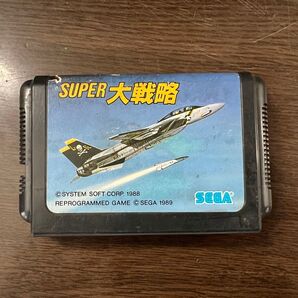 SUPER 大戦略
©SYSTEM SOFT CORP. 1988
REPROGRAMMED GAME © SEGA 1989
SEGA